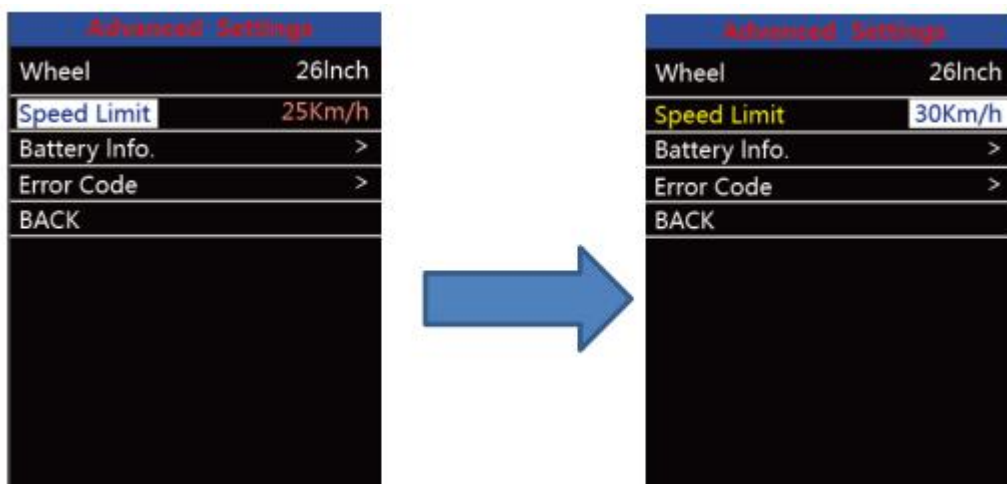 Advanced Settings
Wheel 26Inch
Speed Limit 25Km/h
Battery Info. >
Error Code >
BACK
Advanced Settings
Wheel 26Inch
Speed Limit 30Km/h
Battery Info. >
Error Code >
BACK